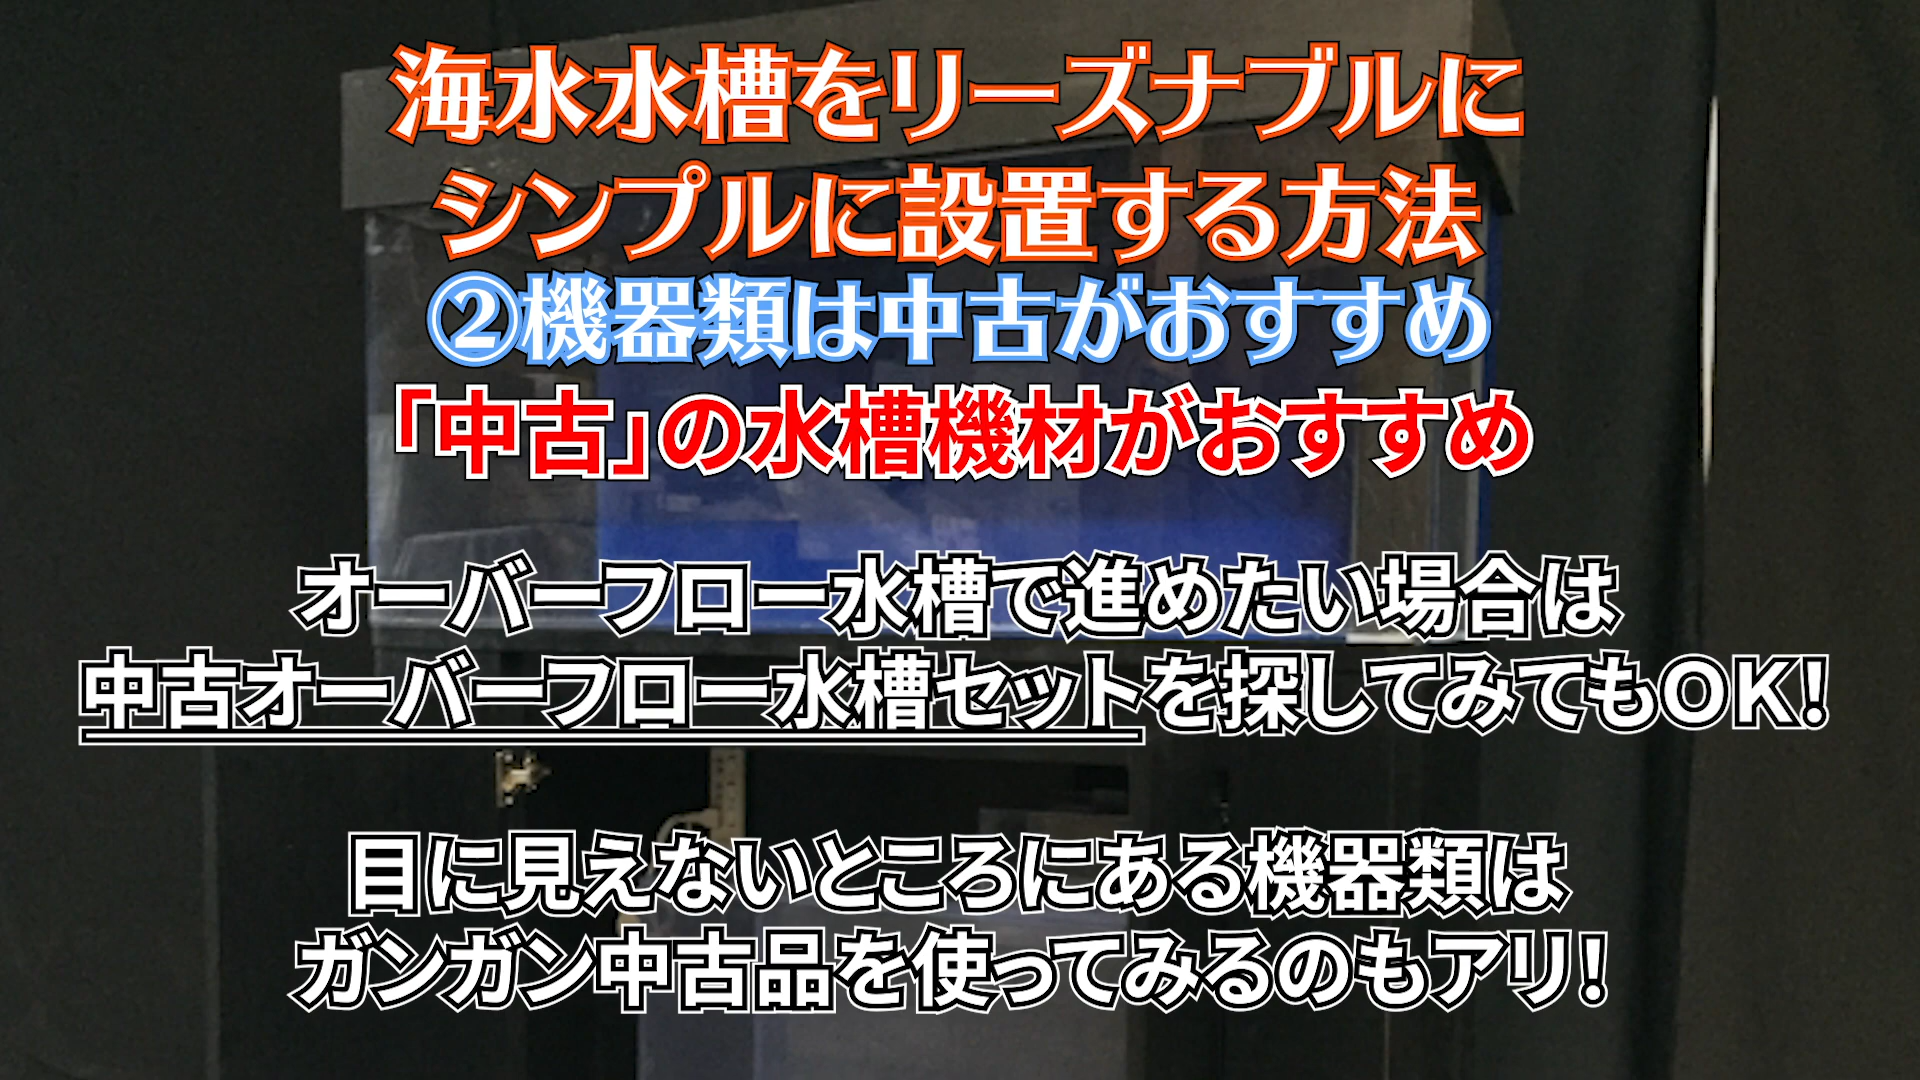 海水水槽をリーズナブルに
シンプルに設置する方法
②機器類は中古がおすすめ
「中古」の水槽機材がおすすめ
オーバーフロー水槽で進めたい場合は
中古オーバーフロー水槽セットを探してみてもOK!
目に見えないところにある機器類は
ガンガン中古品を使ってみるのもアリ!